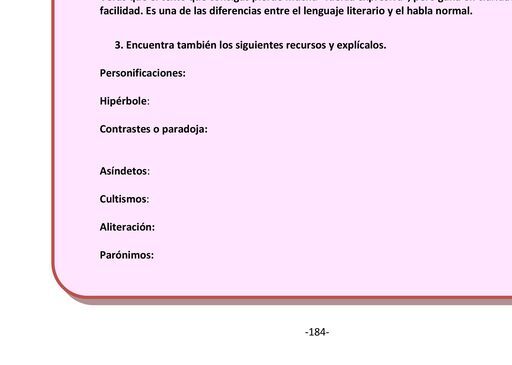 facilidad. Es una de las diferencias entre el lenguaje literario y el habla normal.
3. Encuentra también los siguientes recursos y explícalos.
Personificaciones:
Hipérbole:
Contrastes o paradoja:
Asíndetos:
Cultismos:
Aliteración:
Parónimos:
-184-